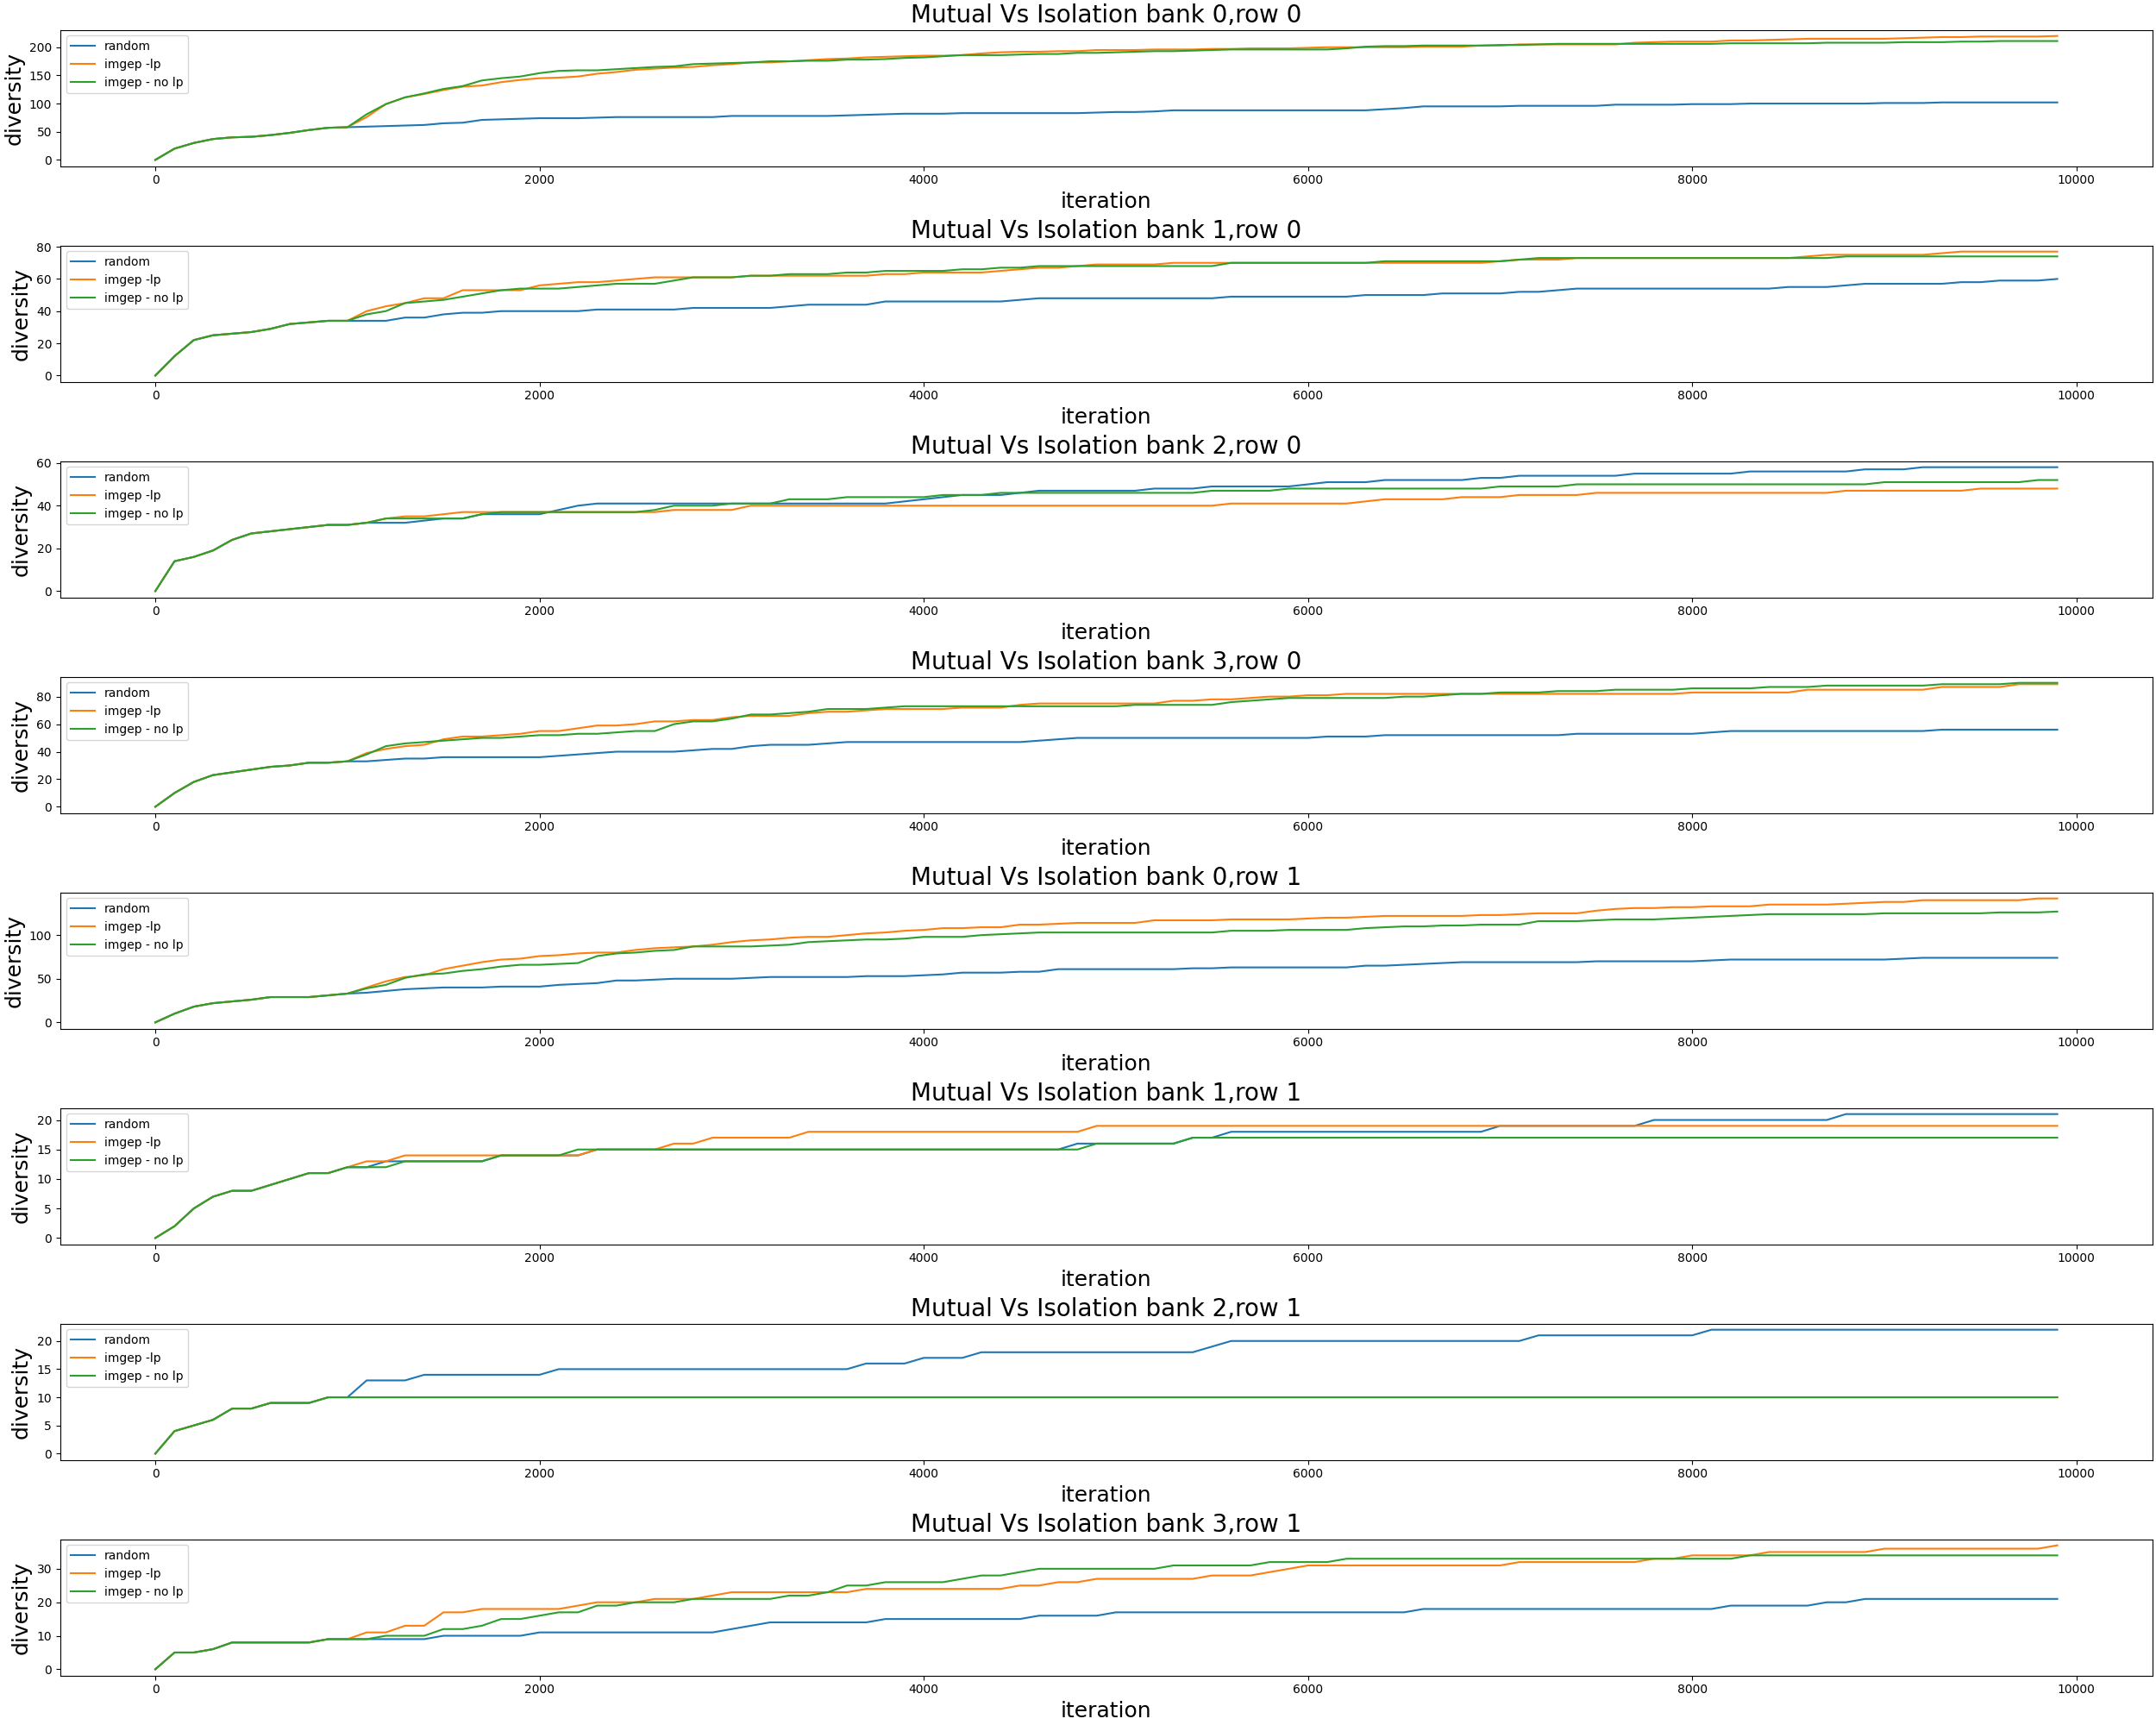 Mutual Vs Isolation bank 0,row 0
diversity
200
150
100
50
0
random
imgep -lp
imgep - no lp
0 2000 4000 6000 8000 10000
iteration
Mutual Vs Isolation bank 1,row 0
diversity
80
60
40
20
0
random
imgep -lp
imgep - no lp
0 2000 4000 6000 8000 10000
iteration
Mutual Vs Isolation bank 2,row 0
diversity
60
40
20
0
random
imgep -lp
imgep - no lp
0 2000 4000 6000 8000 10000
iteration
Mutual Vs Isolation bank 3,row 0
diversity
80
60
40
20
0
random
imgep -lp
imgep - no lp
0 2000 4000 6000 8000 10000
iteration
Mutual Vs Isolation bank 0,row 1
diversity
100
50
0
random
imgep -lp
imgep - no lp
0 2000 4000 6000 8000 10000
iteration
Mutual Vs Isolation bank 1,row 1
diversity
20
15
10
5
0
random
imgep -lp
imgep - no lp
0 2000 4000 6000 8000 10000
iteration
Mutual Vs Isolation bank 2,row 1
diversity
20
15
10
5
0
random
imgep -lp
imgep - no lp
0 2000 4000 6000 8000 10000
iteration
Mutual Vs Isolation bank 3,row 1
diversity
30
20
10
0
random
imgep -lp
imgep - no lp
0 2000 4000 6000 8000 10000
iteration